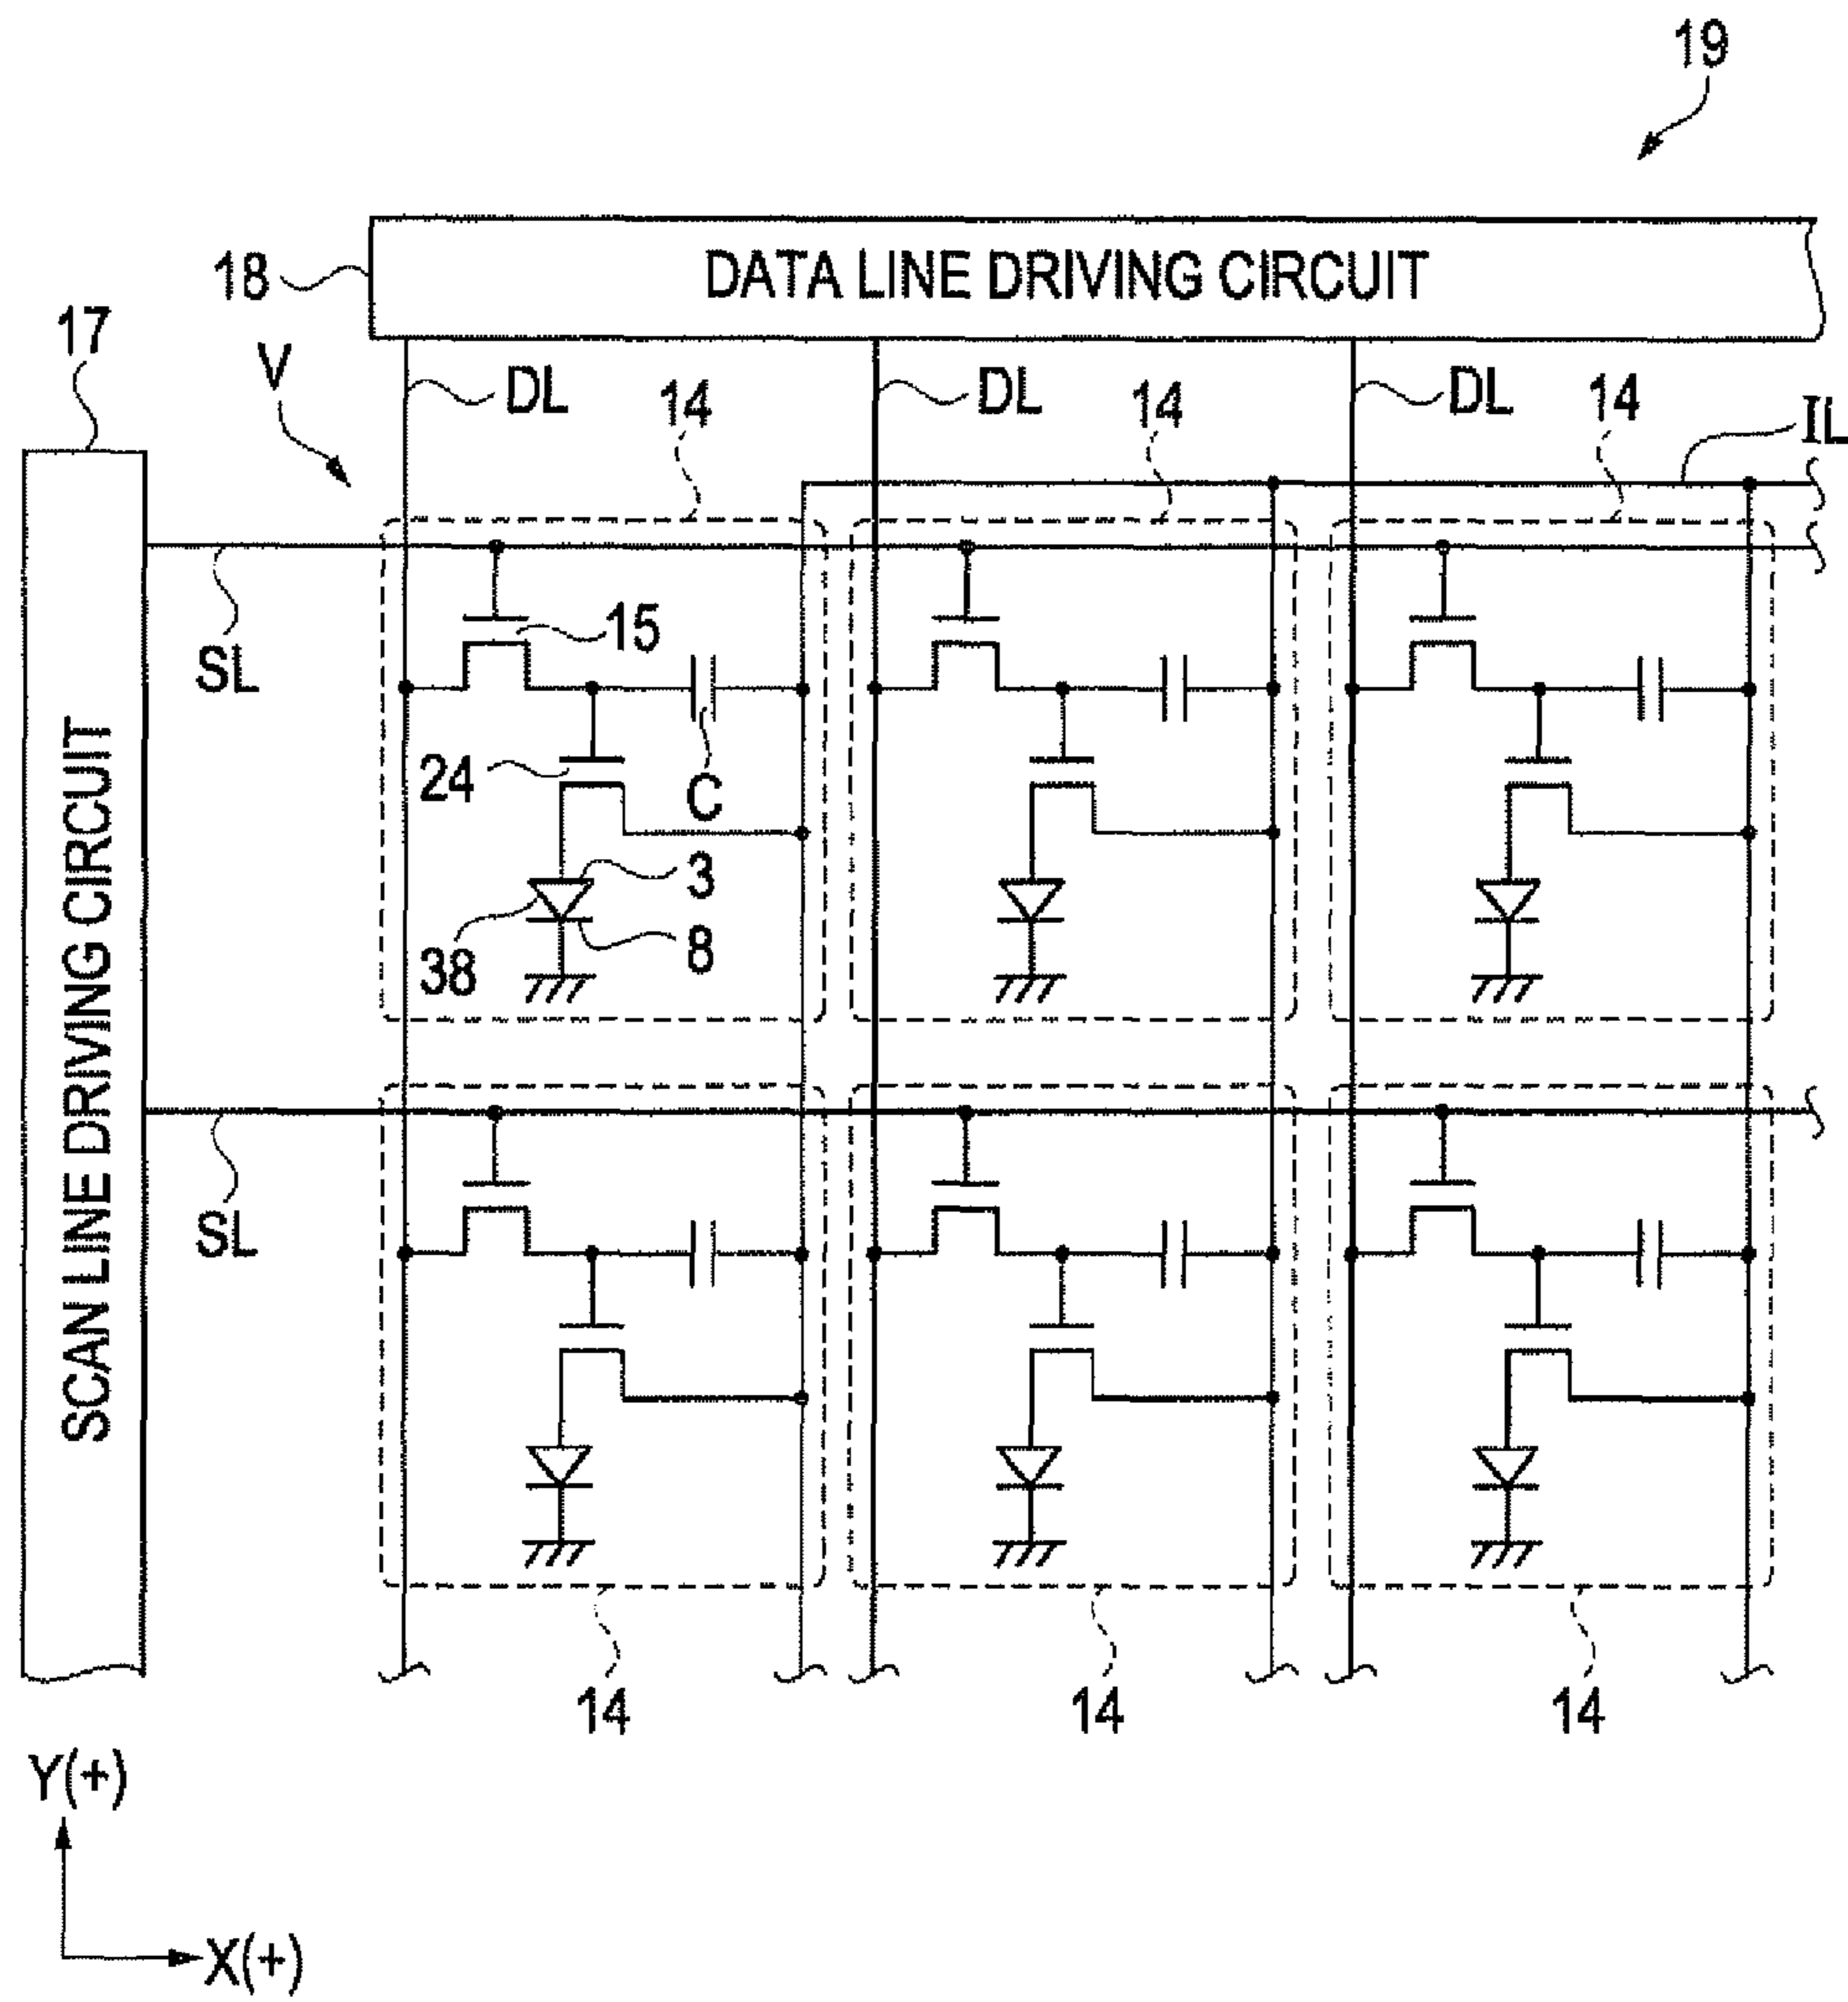 19
18
DATA LINE DRIVING CIRCUIT
17
V
DL
14
DL
14
DL
14
IL
SL
15
24
C
3
38
8
SCAN LINE DRIVING CIRCUIT
SL
14
14
14
Y(+)
X(+)